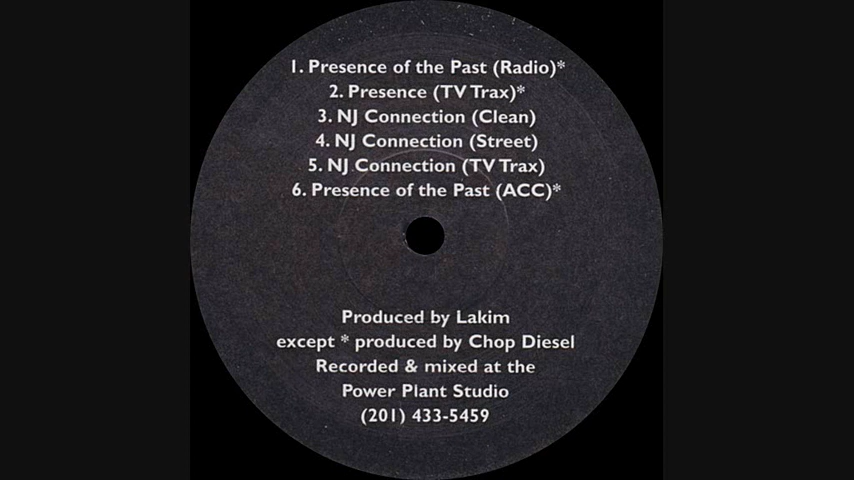 1. Presence of the Past (Radio)*
2. Presence (TV Trax)*
3. NJ Connection (Clean)
4. NJ Connection (Street)
5. NJ Connection (TV Trax)
6. Presence of the Past (ACC)*
Produced by Lakim
except * produced by Chop Diesel
Recorded & mixed at the
Power Plant Studio
(201) 433-5459